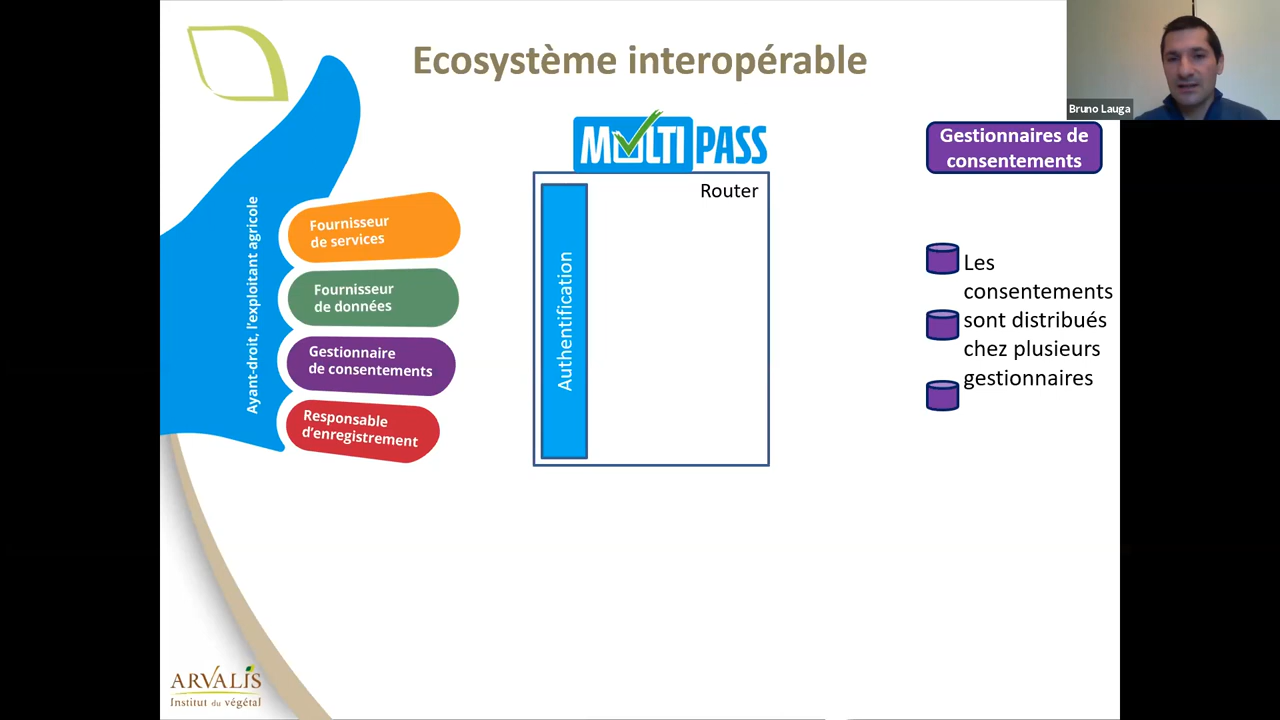 Ecosystème interopérable
Bruno Lauga
MULTIPASS
Gestionnaires de
consentements
Router
Authentification
Ayant-droit, l'exploitant agricole
Fournisseur
de services
Fournisseur
de données
Gestionnaire
de consentements
Responsable
d'enregistrement
Les
consentements
sont distribués
chez plusieurs
gestionnaires
ARVALIS
Institut du végétal